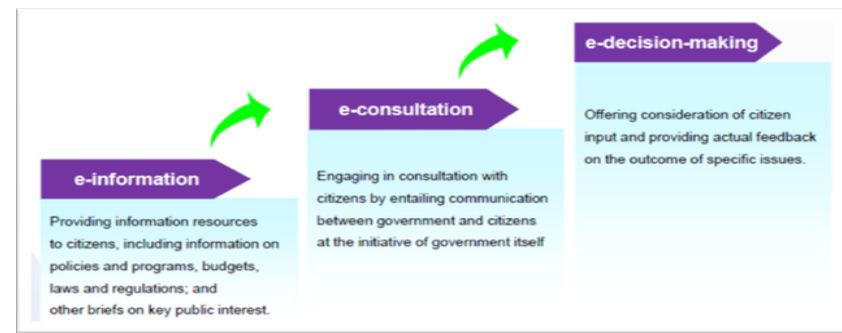 e-information
Providing information resources
to citizens, including information on
policies and programs, budgets,
laws and regulations; and
other briefs on key public interest.
e-consultation
Engaging in consultation with
citizens by entailing communication
between government and citizens
at the initiative of government itself
e-decision-making
Offering consideration of citizen
input and providing actual feedback
on the outcome of specific issues.